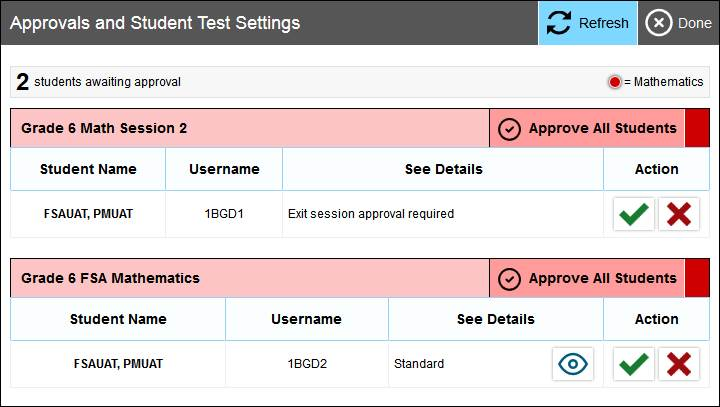 Approvals and Student Test Settings Refresh Done
2 students awaiting approval = Mathematics
Grade 6 Math Session 2 Approve All Students
Student Name Username See Details Action
FSAUAT, PMUAT 1BGD1 Exit session approval required
Grade 6 FSA Mathematics Approve All Students
Student Name Username See Details Action
FSAUAT, PMUAT 1BGD2 Standard